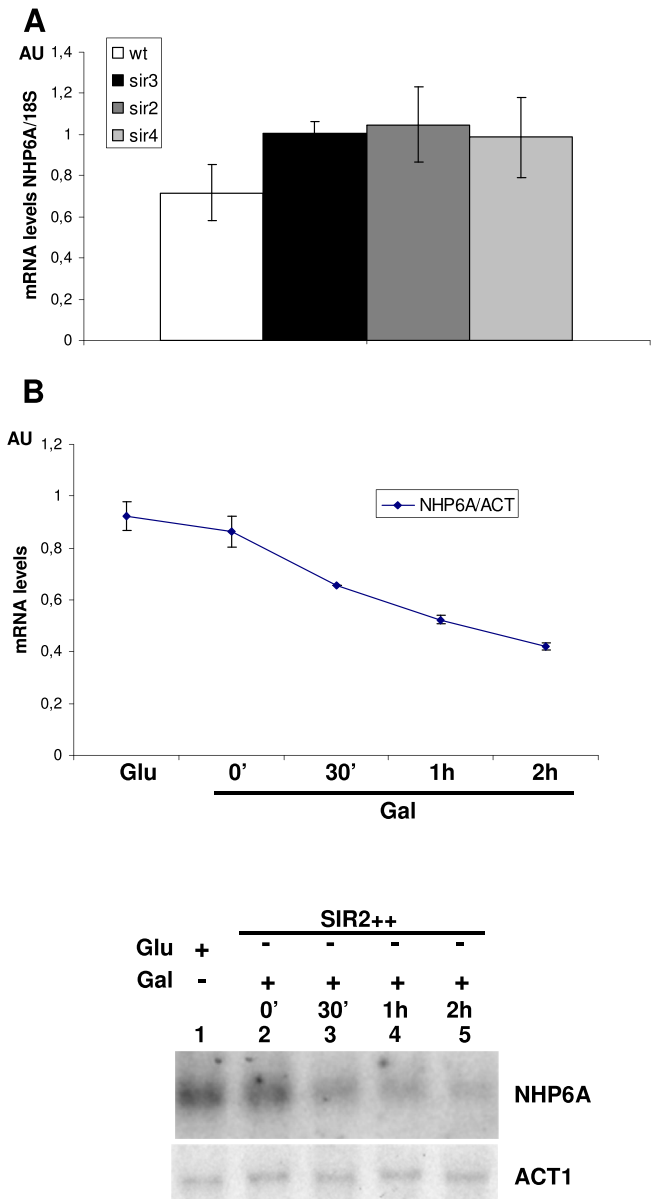 A
AU
1,4
1,2
1
0,8
0,6
0,4
0,2
0
mRNA levels NHP6A/18S
wt
sir3
sir2
sir4
B
AU
1,2
1
0,8
0,6
0,4
0,2
0
mRNA levels
NHP6A/ACT
Glu 0’ 30’ 1h 2h
Gal
SIR2++
Glu + - - - -
Gal - + + + +
0’ 30’ 1h 2h
1 2 3 4 5
NHP6A
ACT1